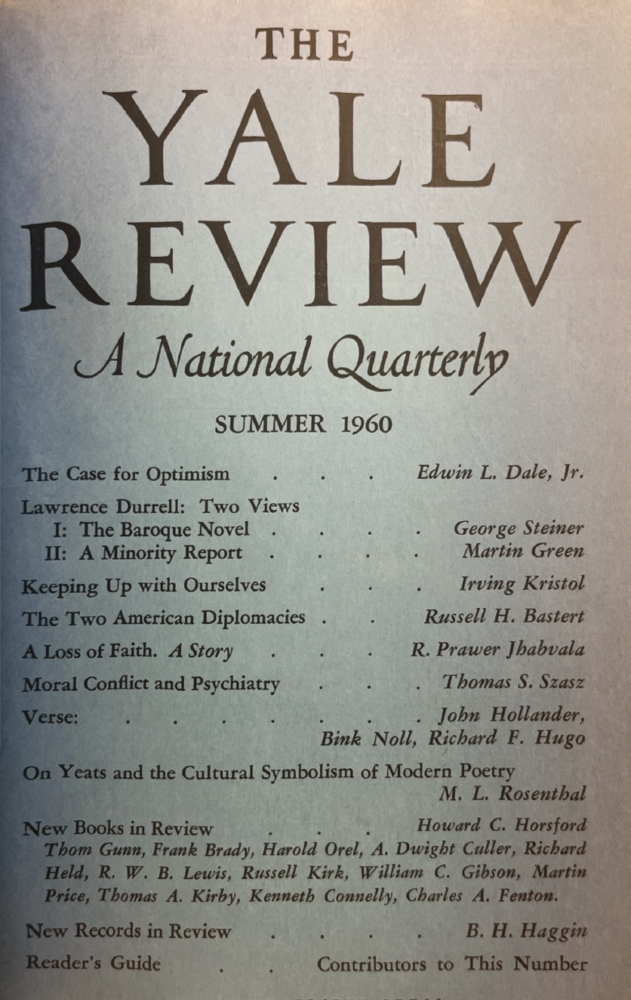 THE
YALE
REVIEW
A National Quarterly
SUMMER 1960
The Case for Optimism . . . Edwin L. Dale, Jr.
Lawrence Durrell: Two Views
I: The Baroque Novel . . . . George Steiner
II: A Minority Report . . . . Martin Green
Keeping Up with Ourselves . . . Irving Kristol
The Two American Diplomacies . . Russell H. Bastert
A Loss of Faith. A Story . . . R. Prawer Jhabvala
Moral Conflict and Psychiatry . . . Thomas S. Szasz
Verse: . . . . . . . John Hollander,
Bink Noll, Richard F. Hugo
On Yeats and the Cultural Symbolism of Modern Poetry
M. L. Rosenthal
New Books in Review . . . Howard C. Horsford
Thom Gunn, Frank Brady, Harold Orel, A. Dwight Culler, Richard
Held, R. W. B. Lewis, Russell Kirk, William C. Gibson, Martin
Price, Thomas A. Kirby, Kenneth Connelly, Charles A. Fenton.
New Records in Review . . . . B. H. Haggin
Reader's Guide . . Contributors to This Number